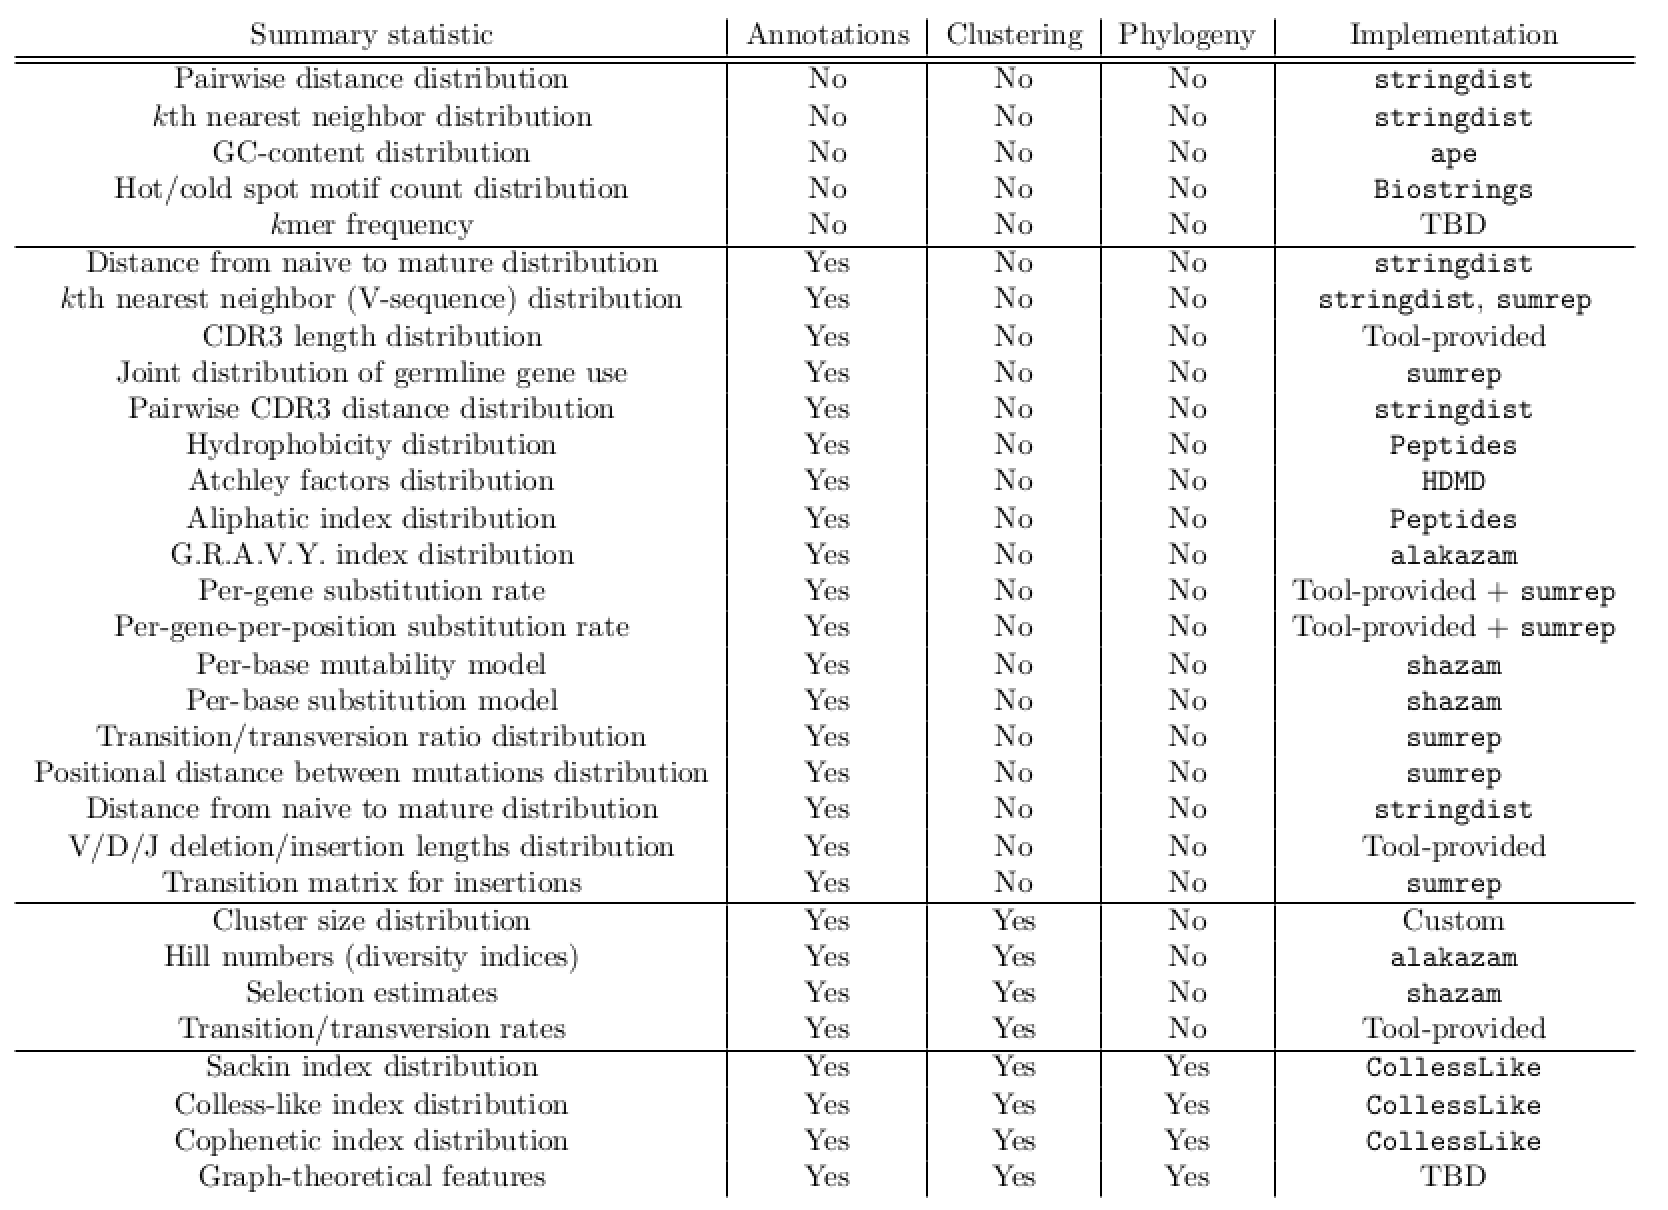 Summary statistic Annotations Clustering Phylogeny Implementation
Pairwise distance distribution No No No stringdist
kth nearest neighbor distribution No No No stringdist
GC-content distribution No No No ape
Hot/cold spot motif count distribution No No No Biostrings
kmer frequency No No No TBD
Distance from naive to mature distribution Yes No No stringdist
kth nearest neighbor (V-sequence) distribution Yes No No stringdist, sumrep
CDR3 length distribution Yes No No Tool-provided
Joint distribution of germline gene use Yes No No sumrep
Pairwise CDR3 distance distribution Yes No No stringdist
Hydrophobicity distribution Yes No No Peptides
Atchley factors distribution Yes No No HDMD
Aliphatic index distribution Yes No No Peptides
G.R.A.V.Y. index distribution Yes No No alakazam
Per-gene substitution rate Yes No No Tool-provided + sumrep
Per-gene-per-position substitution rate Yes No No Tool-provided + sumrep
Per-base mutability model Yes No No shazam
Per-base substitution model Yes No No shazam
Transition/transversion ratio distribution Yes No No sumrep
Positional distance between mutations distribution Yes No No sumrep
Distance from naive to mature distribution Yes No No stringdist
V/D/J deletion/insertion lengths distribution Yes No No Tool-provided
Transition matrix for insertions Yes No No sumrep
Cluster size distribution Yes Yes No Custom
Hill numbers (diversity indices) Yes Yes No alakazam
Selection estimates Yes Yes No shazam
Transition/transversion rates Yes Yes No Tool-provided
Sackin index distribution Yes Yes Yes CollessLike
Colless-like index distribution Yes Yes Yes CollessLike
Cophenetic index distribution Yes Yes Yes CollessLike
Graph-theoretical features Yes Yes Yes TBD